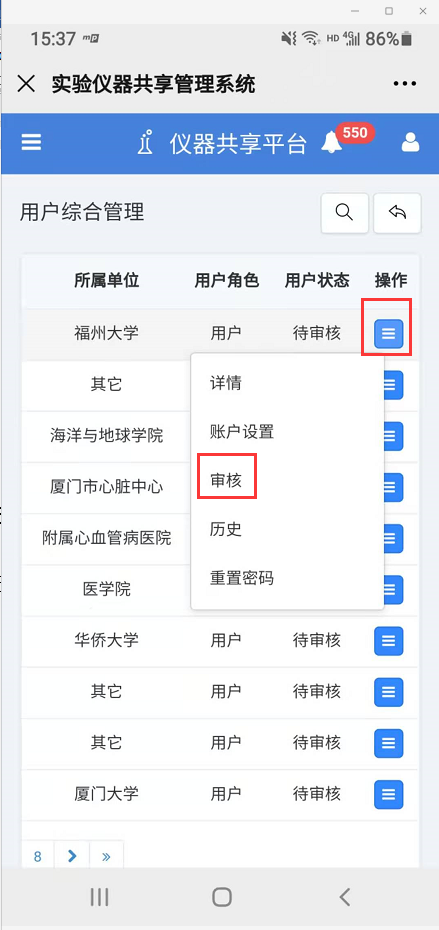 15:37
HD 4G 86%
实验仪器共享管理系统
仪器共享平台 550
用户综合管理
所属单位 用户角色 用户状态 操作
福州大学 用户 待审核
其它
海洋与地球学院
厦门市心脏中心
附属心血管病医院
医学院
详情
账户设置
审核
历史
重置密码
华侨大学 用户 待审核
其它 用户 待审核
其它 用户 待审核
厦门大学 用户 待审核
8 > »